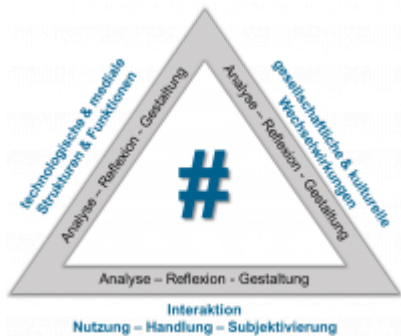 technologische & mediale
Strukturen & Funktionen
Analyse – Reflexion - Gestaltung
gesellschaftliche & kulturelle
Wechselwirkungen
Analyse – Reflexion - Gestaltung
#
Analyse – Reflexion - Gestaltung
Interaktion
Nutzung – Handlung – Subjektivierung